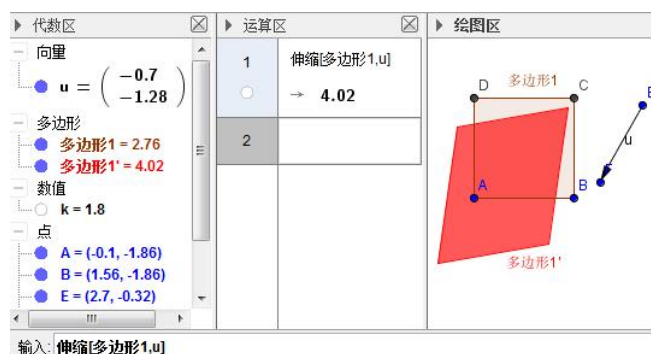 代数区
向量
u = ( −0.7
−1.28 )
多边形
多边形1 = 2.76
多边形1' = 4.02
数值
k = 1.8
点
A = (-0.1, -1.86)
B = (1.56, -1.86)
E = (2.7, -0.32)
运算区
1
伸缩[多边形1,u]
→ 4.02
2
绘图区
D
多边形1
C
E
u
A
B
多边形1'
输入: 伸缩[多边形1,u]